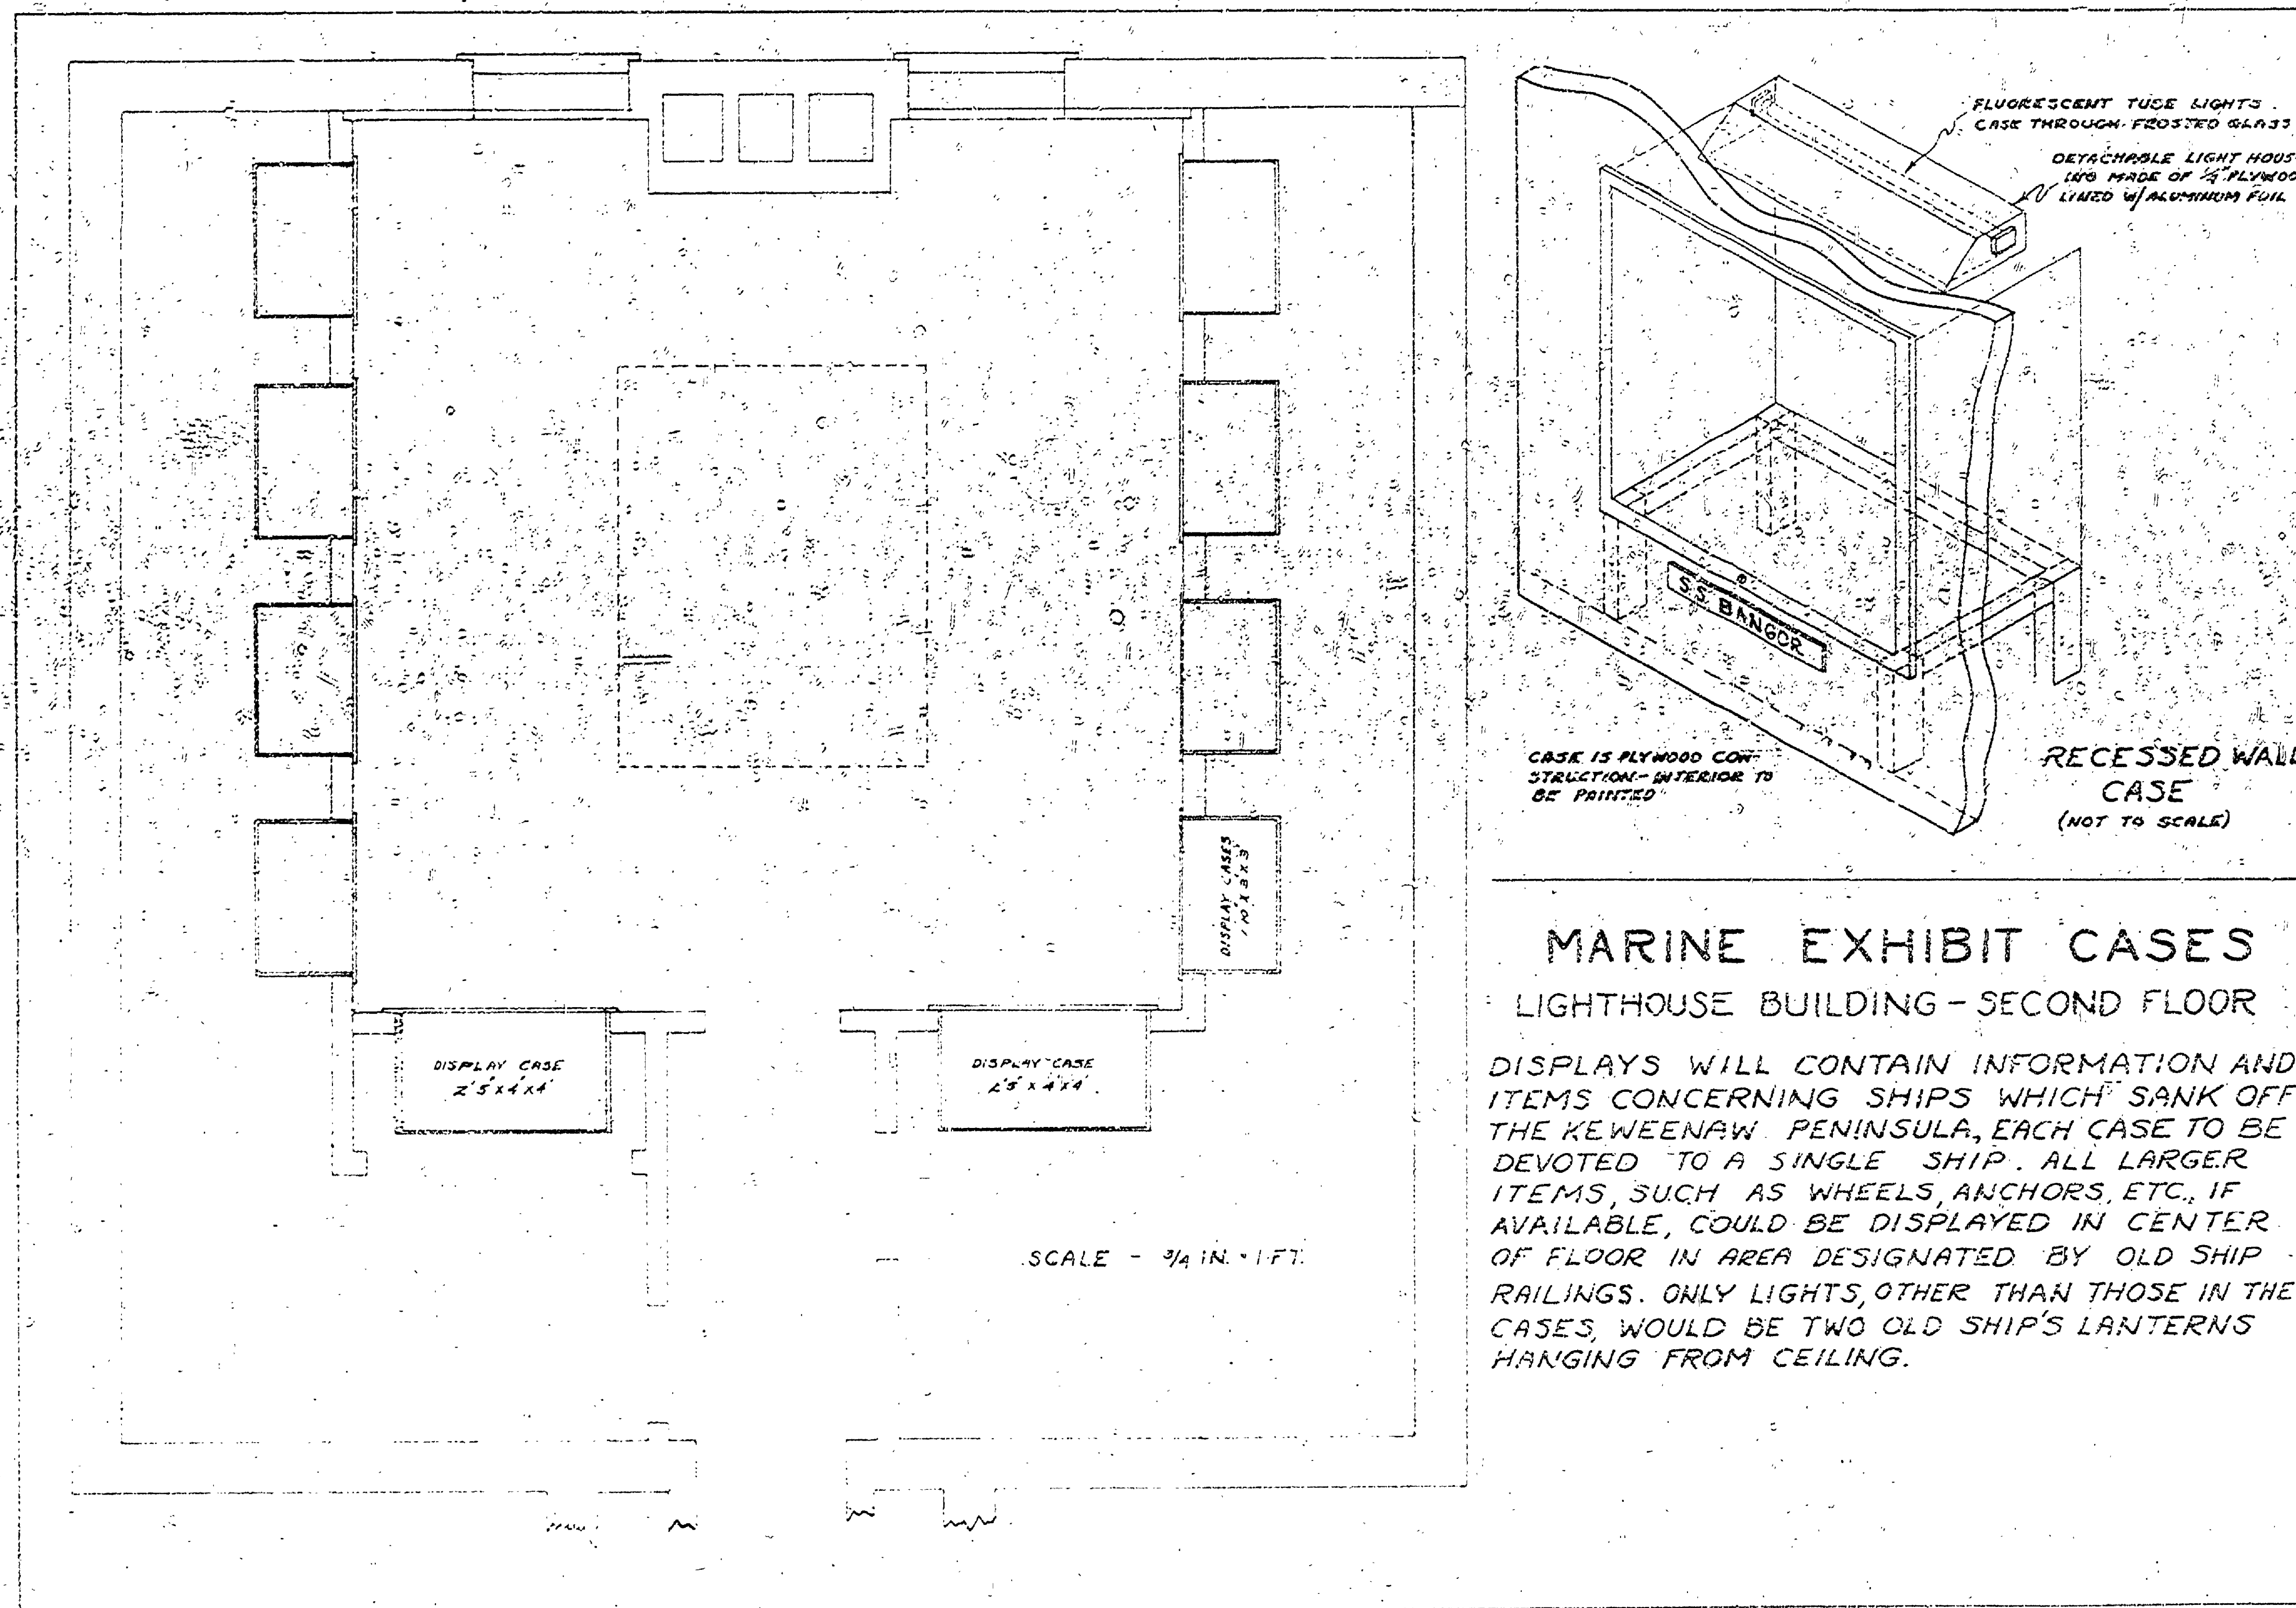 FLUORESCENT TUBE LIGHTS
CASE THROUGH FROSTED GLASS
DETACHABLE LIGHT HOUS-
ING MADE OF ¼" PLYWOO
LINED W/ ALUMINUM FOIL
S.S. BANGOR
CASE IS PLYWOOD CON-
STRUCTION - INTERIOR TO
BE PAINTED
RECESSED WALL
CASE
(NOT TO SCALE)
DISPLAY CASES
DISPLAY CASE
2'5" x 4' x 4'
DISPLAY CASE
2'5" x 4' x 4'
SCALE - 3/4 IN. = 1 FT.
MARINE EXHIBIT CASES
LIGHTHOUSE BUILDING - SECOND FLOOR
DISPLAYS WILL CONTAIN INFORMATION AND
ITEMS CONCERNING SHIPS WHICH SANK OFF
THE KEWEENAW PENINSULA, EACH CASE TO BE
DEVOTED TO A SINGLE SHIP. ALL LARGER
ITEMS, SUCH AS WHEELS, ANCHORS, ETC., IF
AVAILABLE, COULD BE DISPLAYED IN CENTER
OF FLOOR IN AREA DESIGNATED BY OLD SHIP
RAILINGS. ONLY LIGHTS, OTHER THAN THOSE IN THE
CASES, WOULD BE TWO OLD SHIP'S LANTERNS
HANGING FROM CEILING.